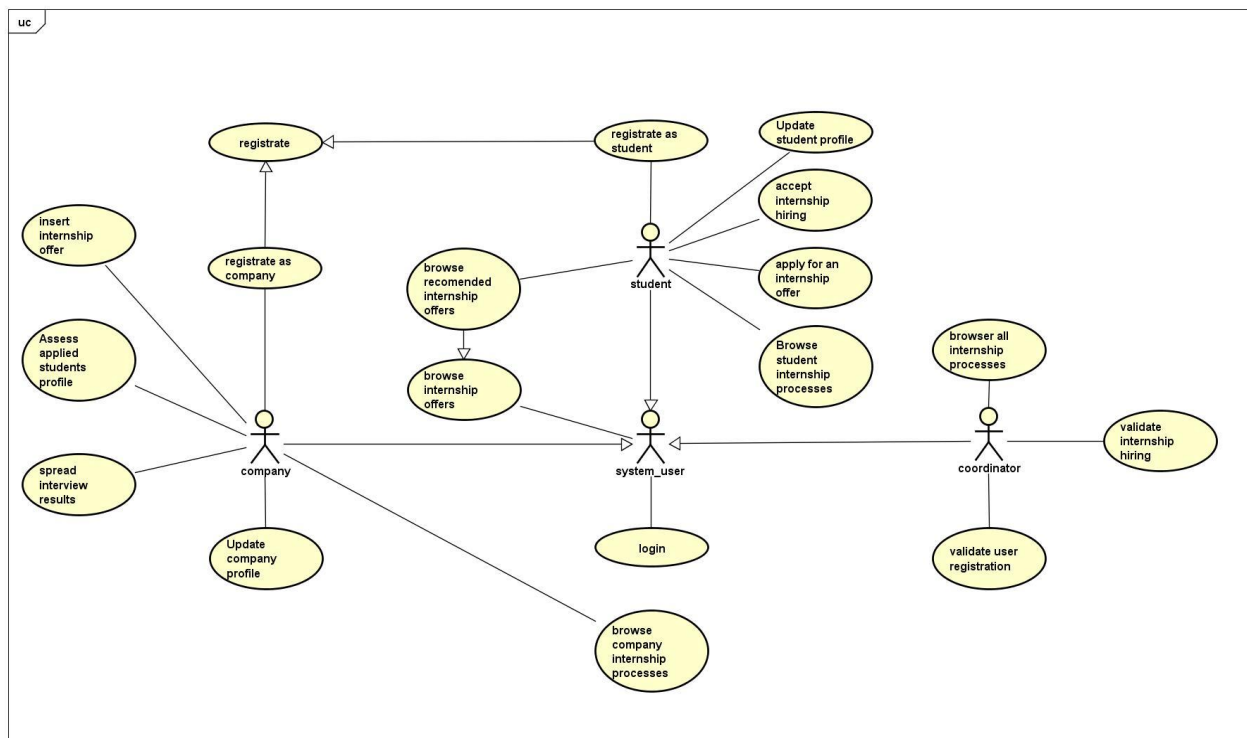 uc
registrate
registrate as
student
Update
student profile
accept
internship
hiring
insert
internship
offer
registrate as
company
browse
recomended
internship
offers
student
apply for an
internship
offer
Assess
applied
students
profile
browse
internship
offers
Browse
student
internship
processes
browser all
internship
processes
company
system_user
coordinator
validate
internship
hiring
spread
interview
results
Update
company
profile
login
validate user
registration
browse
company
internship
processes